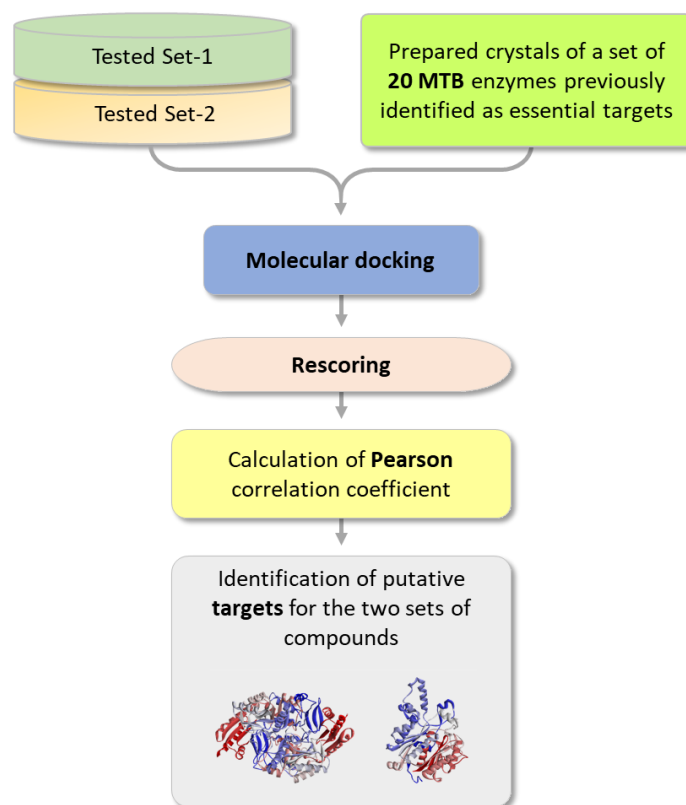 Tested Set-1
Tested Set-2
Prepared crystals of a set of
20 MTB enzymes previously
identified as essential targets
Molecular docking
Rescoring
Calculation of Pearson
correlation coefficient
Identification of putative
targets for the two sets of
compounds